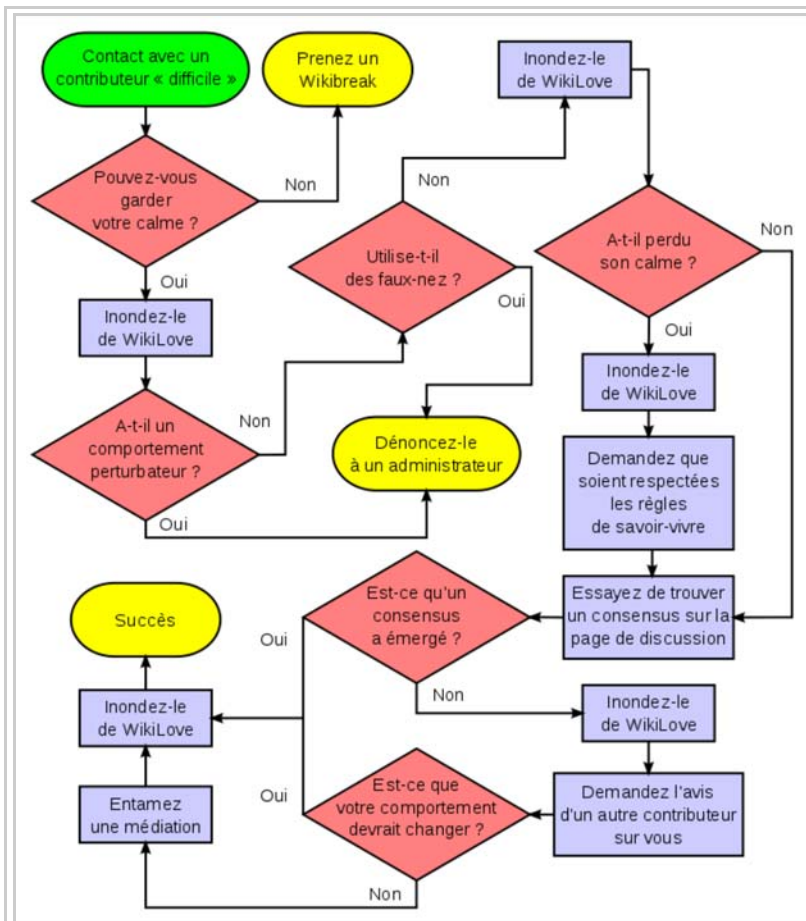 Contact avec un
contributeur « difficile »
Prenez un
Wikibreak
Pouvez-vous
garder
votre calme ?
Non
Oui
Inondez-le
de WikiLove
A-t-il un
comportement
perturbateur ?
Non
Oui
Utilise-t-il
des faux-nez ?
Non
Oui
Dénoncez-le
à un administrateur
Inondez-le
de WikiLove
A-t-il perdu
son calme ?
Non
Oui
Inondez-le
de WikiLove
Demandez que
soient respectées
les règles
de savoir-vivre
Essayez de trouver
un consensus sur la
page de discussion
Est-ce qu'un
consensus
a émergé ?
Oui
Non
Inondez-le
de WikiLove
Demandez l'avis
d'un autre contributeur
sur vous
Est-ce que
votre comportement
devrait changer ?
Oui
Non
Entamez
une médiation
Inondez-le
de WikiLove
Succès